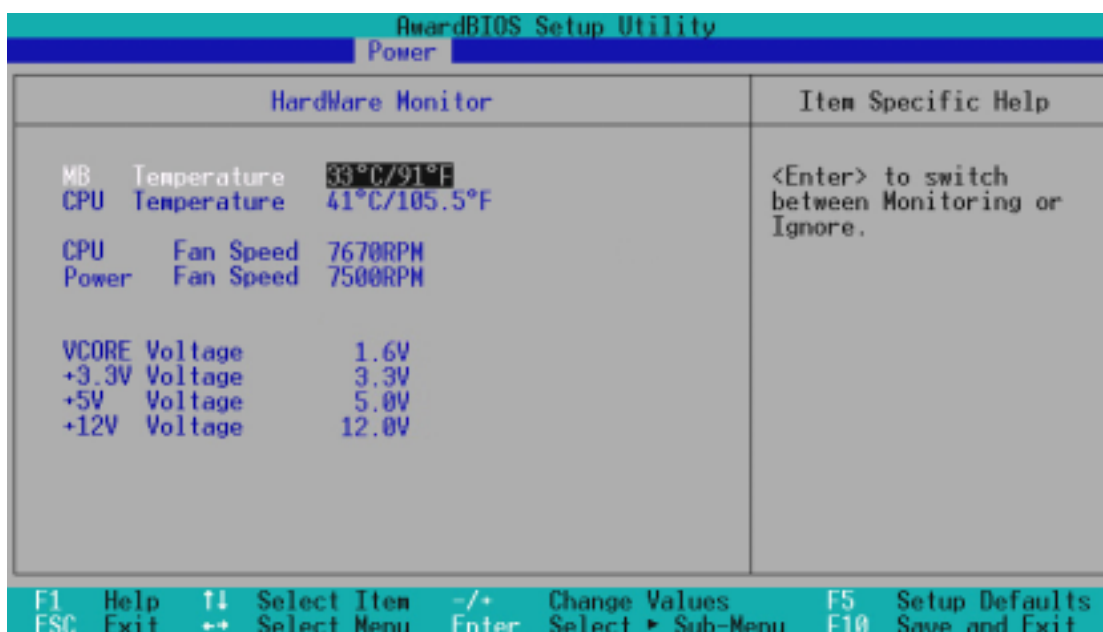 AwardBIOS Setup Utility
Power
HardWare Monitor
Item Specific Help
MB Temperature 33°C/91°F
CPU Temperature 41°C/105.5°F
CPU Fan Speed 7670RPM
Power Fan Speed 7500RPM
VCORE Voltage 1.6V
+3.3V Voltage 3.3V
+5V Voltage 5.0V
+12V Voltage 12.0V
<Enter> to switch
between Monitoring or
Ignore.
F1 Help ↑↓ Select Item -/+ Change Values F5 Setup Defaults
ESC Exit ←→ Select Menu Enter Select ► Sub-Menu F10 Save and Exit